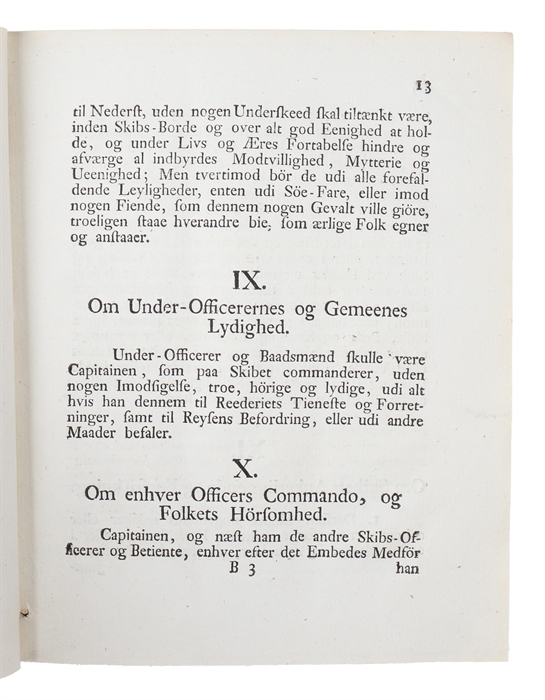 13
til Nederſt, uden nogen Underſkeed ſkal tiltænkt være,
inden Skibs-Borde og over alt god Eenighed at hol-
de, og under Livs og Æres Fortabelſe hindre og
afværge al indbyrdes Modtvillighed, Mytterie og
Ueenighed; Men tvertimod bör de udi alle forefal-
dende Leyligheder, enten udi Söe-Fare, eller imod
nogen Fiende, ſom dennem nogen Gevalt ville giöre,
troeligen ſtaae hverandre bie, ſom ærlige Folk egner
og anſtaaer.
IX.
Om Under-Officerernes og Gemeenes
Lydighed.
Under-Officerer og Baadsmænd ſkulle være
Capitainen, ſom paa Skibet commanderer, uden
nogen Imodſigelſe, troe, hörige og lydige, udi alt
hvis han dennem til Reederiets Tieneſte og Forret-
ninger, ſamt til Reyſens Befordring, eller udi andre
Maader befaler.
X.
Om enhver Officers Commando, og
Folkets Hörſomhed.
Capitainen, og næſt ham de andre Skibs-Of-
ficerer og Betiente, enhver efter det Embedes Medför
B 3 han